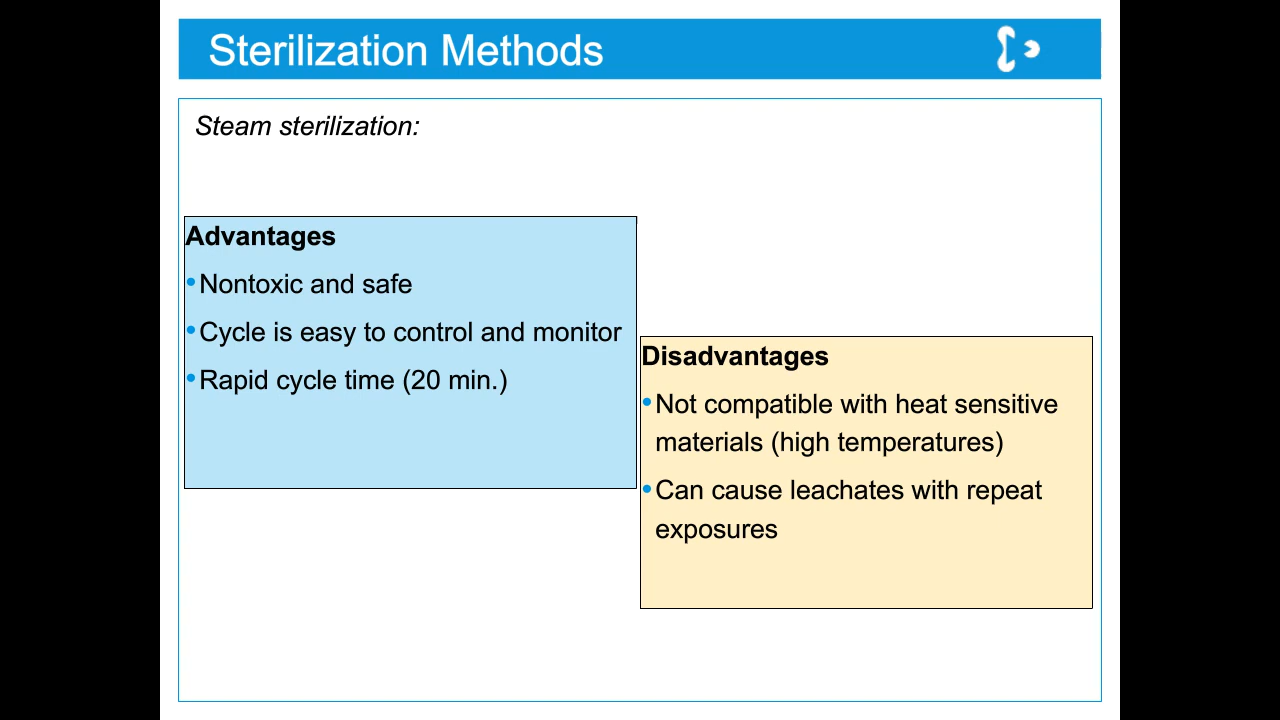 Sterilization Methods
Steam sterilization:
Advantages
•Nontoxic and safe
•Cycle is easy to control and monitor
•Rapid cycle time (20 min.)
Disadvantages
•Not compatible with heat sensitive
materials (high temperatures)
•Can cause leachates with repeat
exposures